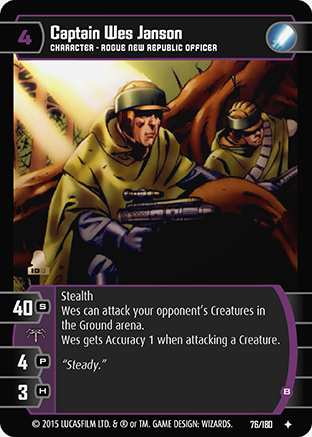 4 Captain Wes Janson
CHARACTER - ROGUE NEW REPUBLIC OFFICER
40 S
Stealth
Wes can attack your opponent's Creatures in
the Ground arena.
Wes gets Accuracy 1 when attacking a Creature.
4 P
"Steady."
3 H
B
© 2015 LUCASFILM LTD. & ® or TM. GAME DESIGN: WIZARDS. 76/180